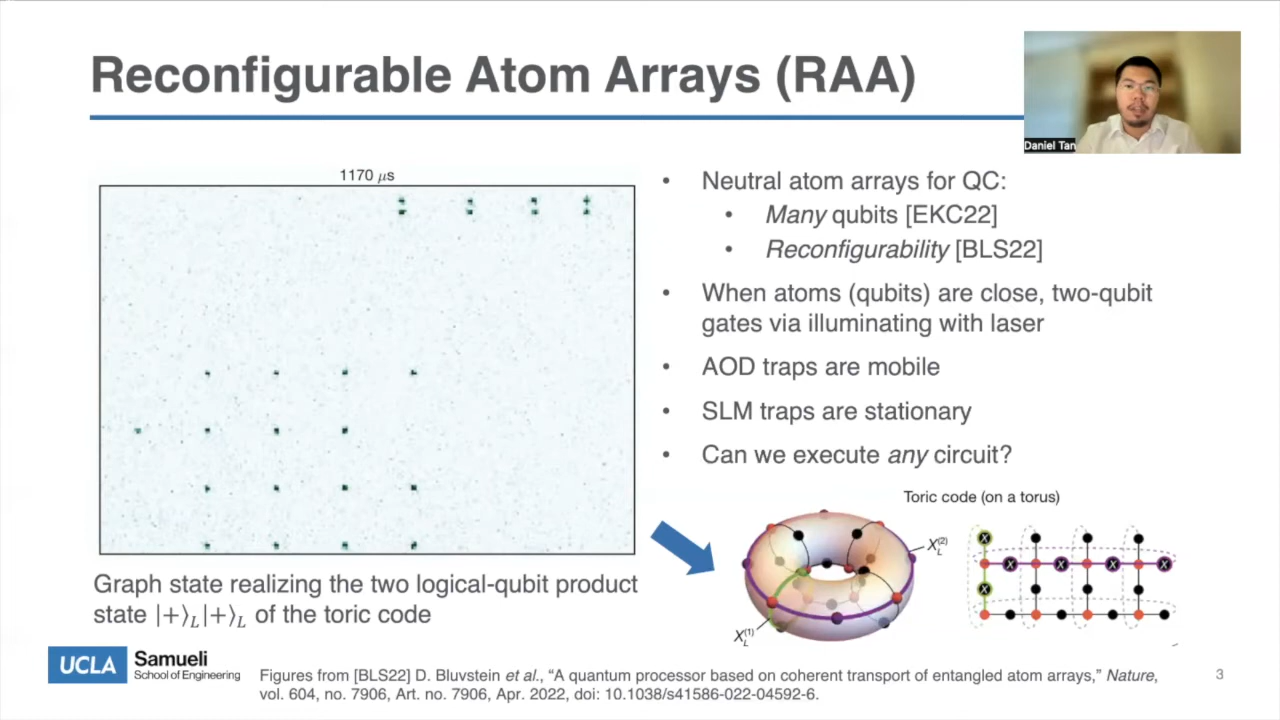 Reconfigurable Atom Arrays (RAA)
Daniel Tan
1170 μs
• Neutral atom arrays for QC:
• Many qubits [EKC22]
• Reconfigurability [BLS22]
• When atoms (qubits) are close, two-qubit
gates via illuminating with laser
• AOD traps are mobile
• SLM traps are stationary
• Can we execute any circuit?
Toric code (on a torus)
X_L^(2)
X_L^(1)
X
X X X X
X
Graph state realizing the two logical-qubit product
state |+⟩_L|+⟩_L of the toric code
UCLA Samueli
School of Engineering
Figures from [BLS22] D. Bluvstein et al., “A quantum processor based on coherent transport of entangled atom arrays,” Nature,
vol. 604, no. 7906, Art. no. 7906, Apr. 2022, doi: 10.1038/s41586-022-04592-6.
3